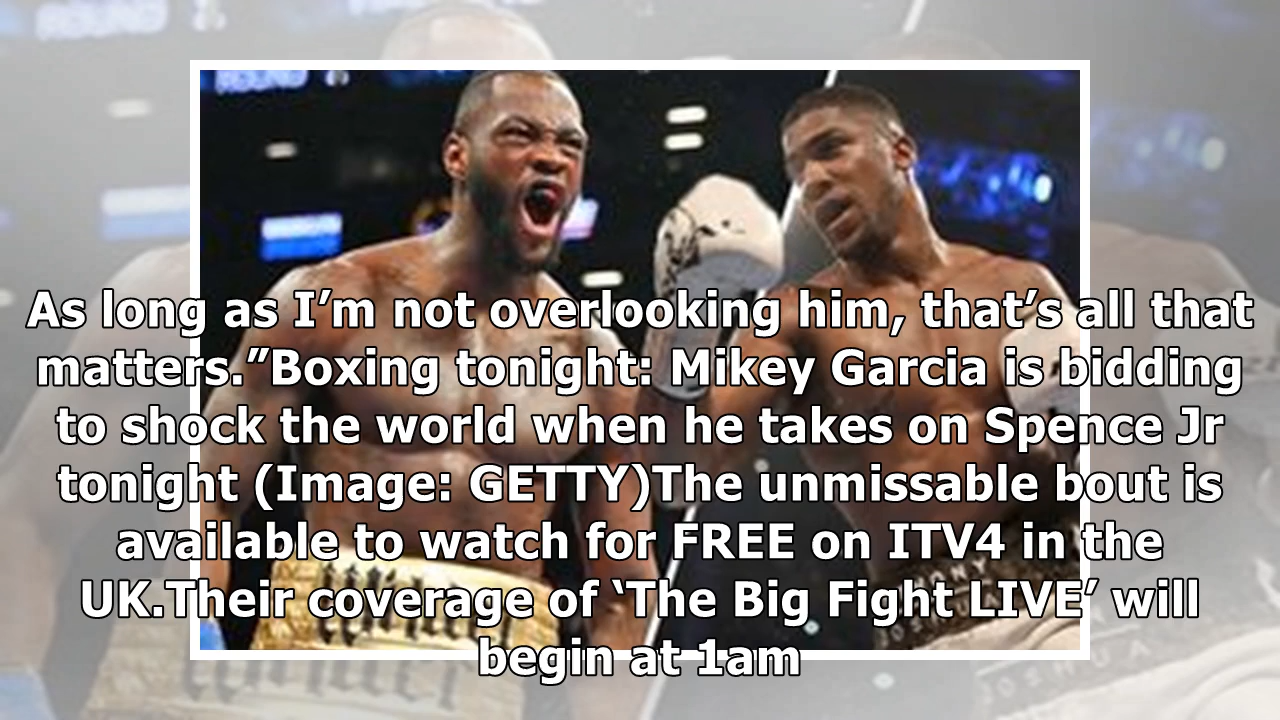 ROUND
As long as I’m not overlooking him, that’s all that
matters.”Boxing tonight: Mikey Garcia is bidding
to shock the world when he takes on Spence Jr
tonight (Image: GETTY)The unmissable bout is
available to watch for FREE on ITV4 in the
UK.Their coverage of ‘The Big Fight LIVE’ will
begin at 1am
JOSHUA